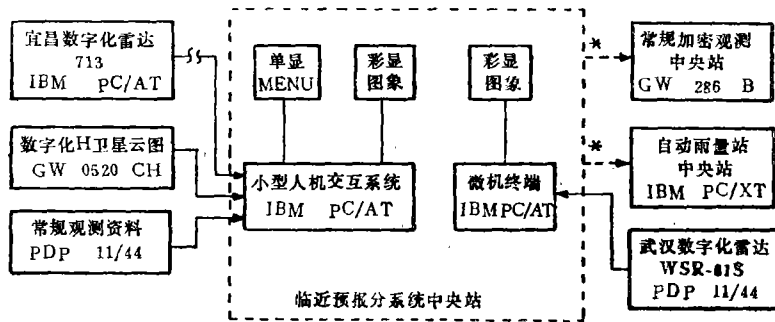 宜昌数字化雷达
713
IBM PC/AT
数字化H卫星云图
GW 0520 CH
常规观测资料
PDP 11/44
单显
MENU
彩显
图象
彩显
图象
小型人机交互系统
IBM PC/AT
微机终端
IBM PC/AT
临近预报分系统中央站
*
常规加密观测
中央站
GW 286 B
*
自动雨量站
中央站
IBM PC/XT
武汉数字化雷达
WSR-81S
PDP 11/44